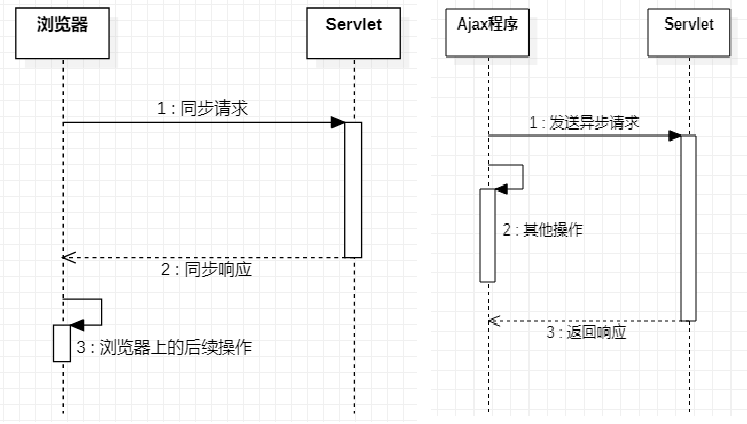 浏览器
Servlet
1 : 同步请求
2 : 同步响应
3 : 浏览器上的后续操作
Ajax程序
Servlet
1 : 发送异步请求
2 : 其他操作
3 : 返回响应